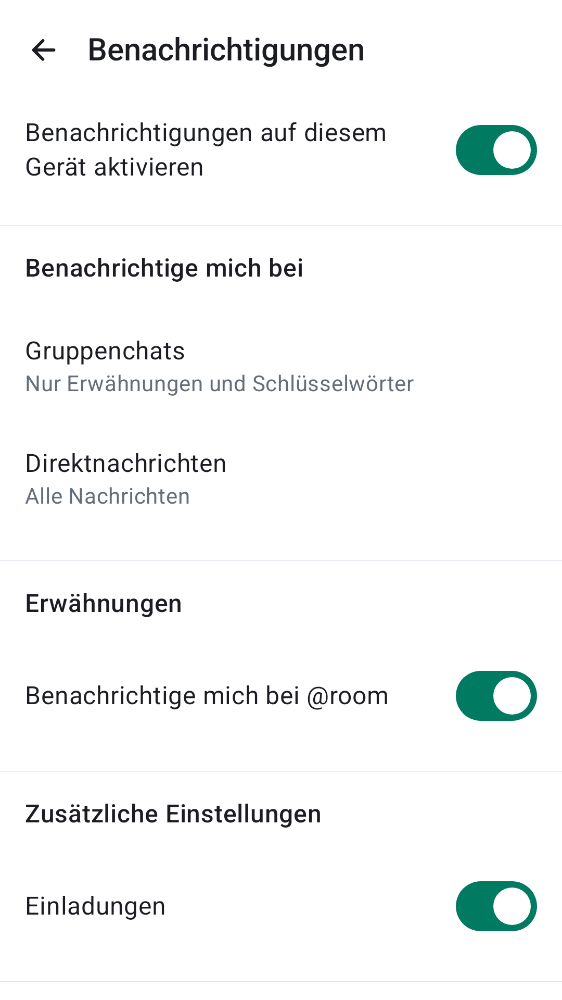 Benachrichtigungen
Benachrichtigungen auf diesem
Gerät aktivieren
Benachrichtige mich bei
Gruppenchats
Nur Erwähnungen und Schlüsselwörter
Direktnachrichten
Alle Nachrichten
Erwähnungen
Benachrichtige mich bei @room
Zusätzliche Einstellungen
Einladungen